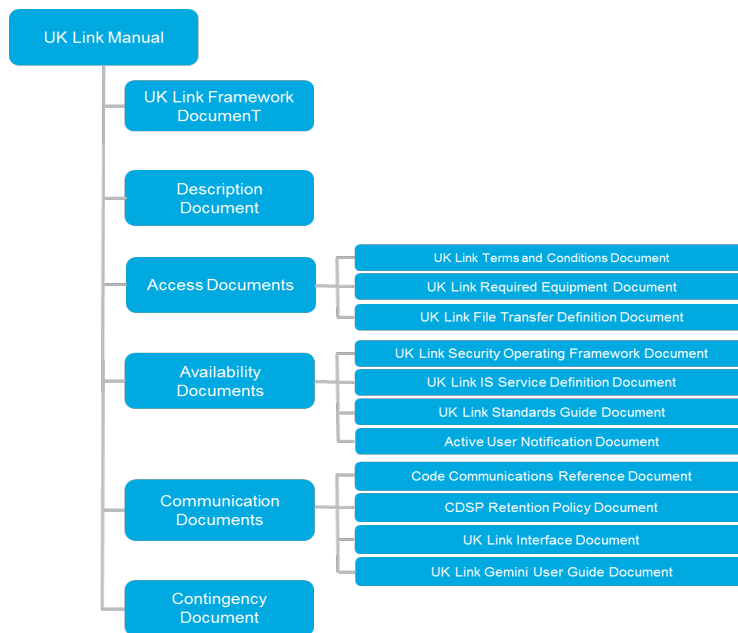 UK Link Manual
UK Link Framework
DocumenT
Description
Document
Access Documents
UK Link Terms and Conditions Document
UK Link Required Equipment Document
UK Link File Transfer Definition Document
Availability
Documents
UK Link Security Operating Framework Document
UK Link IS Service Definition Document
UK Link Standards Guide Document
Active User Notification Document
Communication
Documents
Code Communications Reference Document
CDSP Retention Policy Document
UK Link Interface Document
UK Link Gemini User Guide Document
Contingency
Document